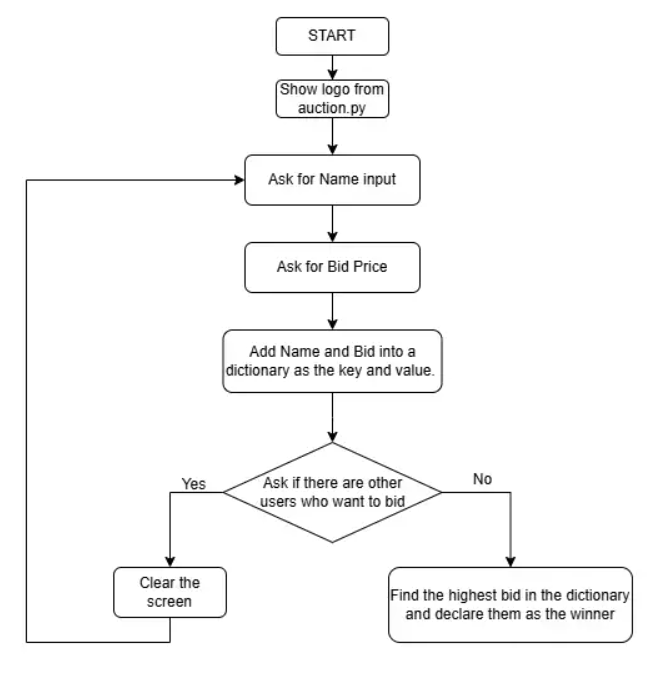 START
Show logo from
auction.py
Ask for Name input
Ask for Bid Price
Add Name and Bid into a
dictionary as the key and value.
Yes
Ask if there are other
users who want to bid
No
Clear the
screen
Find the highest bid in the dictionary
and declare them as the winner